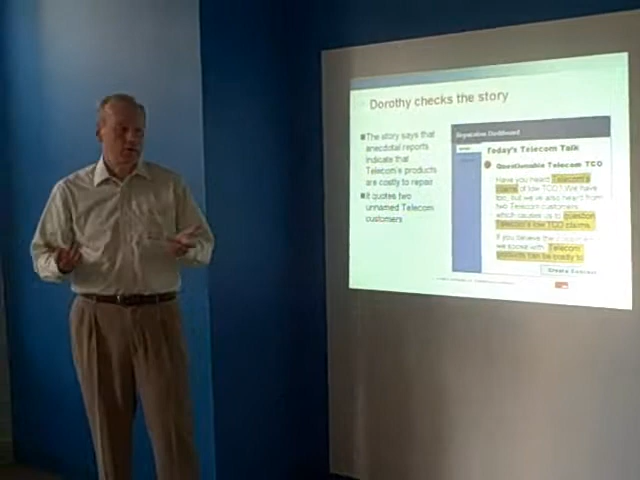 Dorothy checks the story
The story says that
anecdotal reports
indicate that
Telecom's products
are costly to repair
It quotes two
unnamed Telecom
customers
Reputation Dashboard
Today's Telecom Talk
Questionable Telecom TCO
Have you heard Telecom's
claims of low TCO? We have
too, but we've also heard from
two Telecom customers
which causes us to question
Telecom's low TCO claims.
If you believe the customers
we spoke with, Telecom
products can be costly to
Create Contact